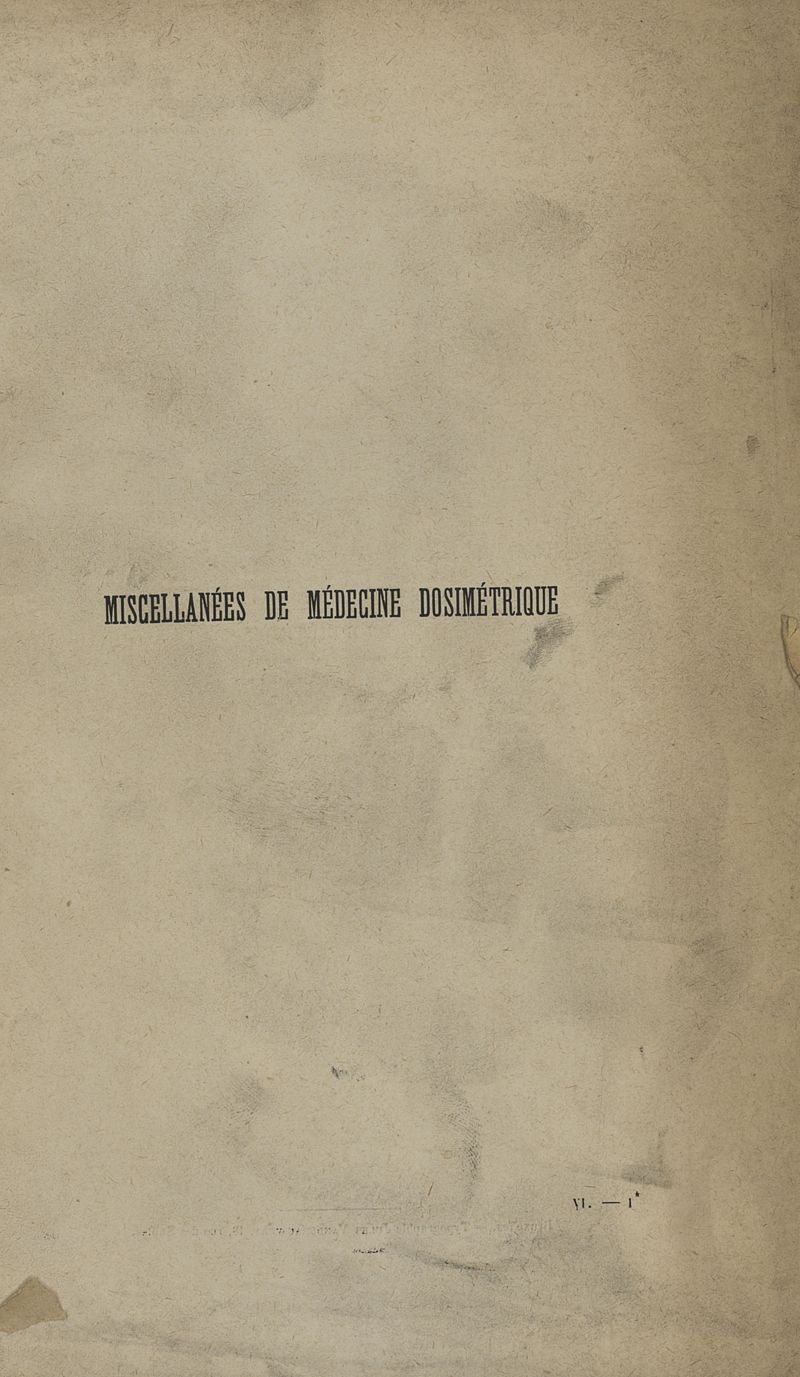 MISCELLANÉES DE MÉDECINE DOSIMÉTRIQUE
VI. — 1*